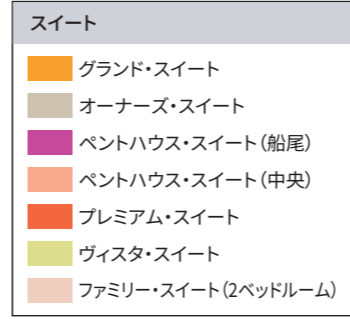 スイート
グランド・スイート
オーナーズ・スイート
ペントハウス・スイート（船尾）
ペントハウス・スイート（中央）
プレミアム・スイート
ヴィスタ・スイート
ファミリー・スイート（2ベッドルーム）